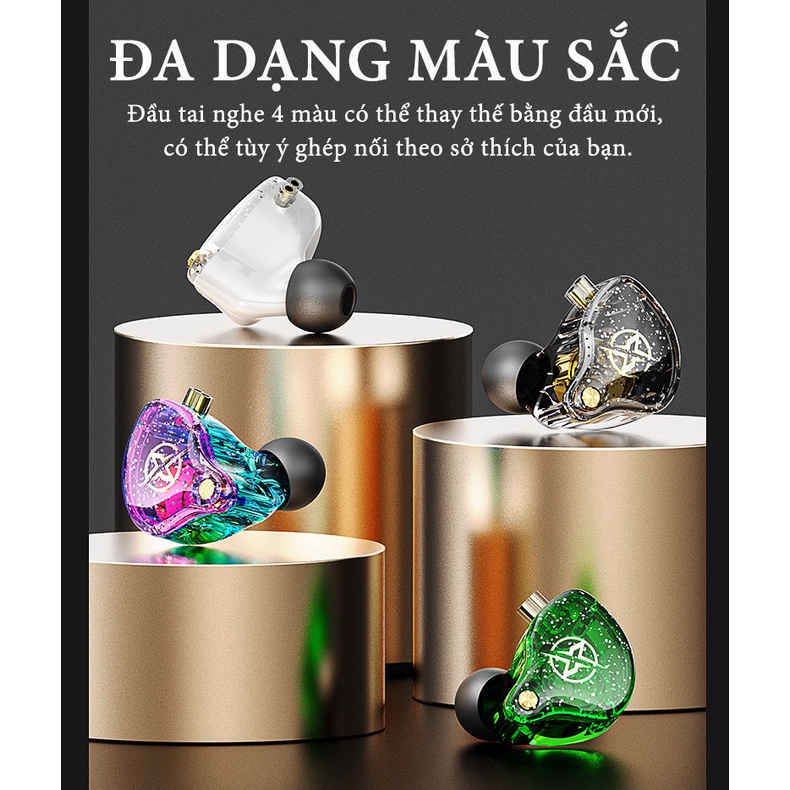 ĐA DẠNG MÀU SẮC
Đầu tai nghe 4 màu có thể thay thế bằng đầu mới,
có thể tùy ý ghép nối theo sở thích của bạn.